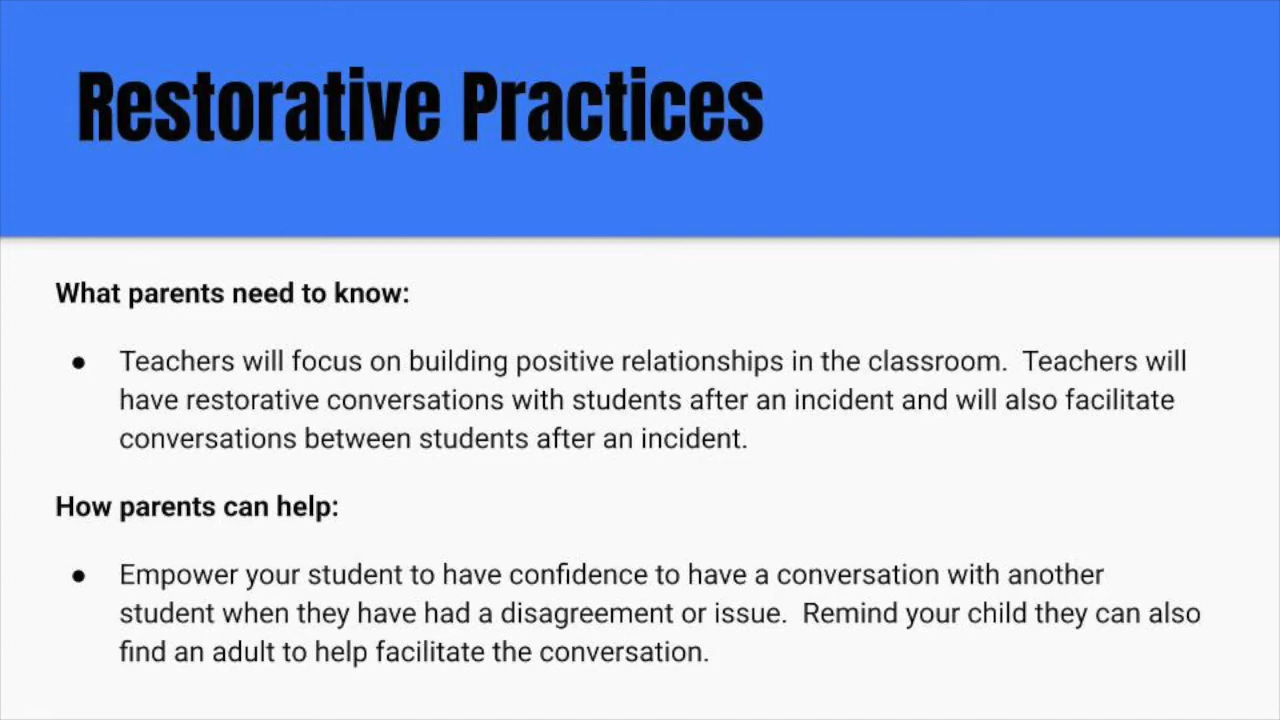 Restorative Practices
What parents need to know:
● Teachers will focus on building positive relationships in the classroom.  Teachers will
have restorative conversations with students after an incident and will also facilitate
conversations between students after an incident.
How parents can help:
● Empower your student to have confidence to have a conversation with another
student when they have had a disagreement or issue.  Remind your child they can also
find an adult to help facilitate the conversation.